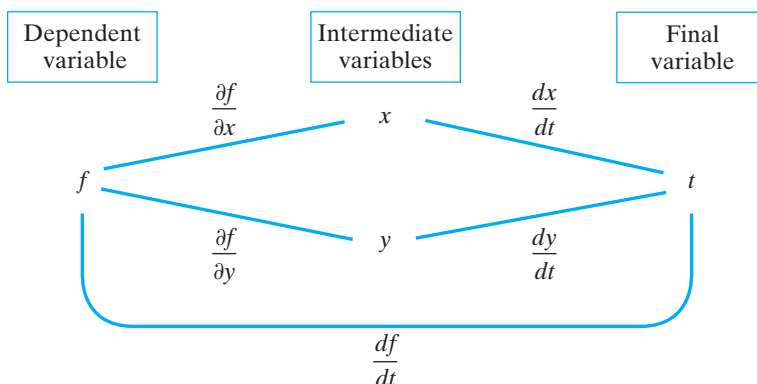 Dependent
variable
Intermediate
variables
Final
variable
∂f/∂x
x
dx/dt
f
t
∂f/∂y
y
dy/dt
df/dt